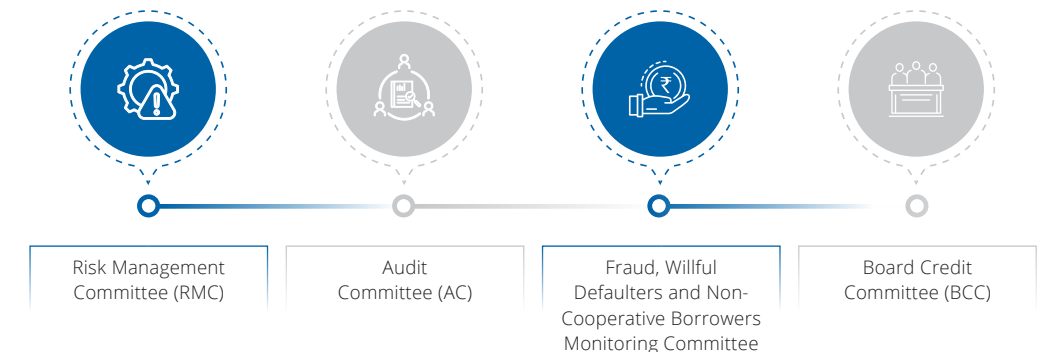 ₹
Risk Management
Committee (RMC)
Audit
Committee (AC)
Fraud, Willful
Defaulters and Non-
Cooperative Borrowers
Monitoring Committee
Board Credit
Committee (BCC)